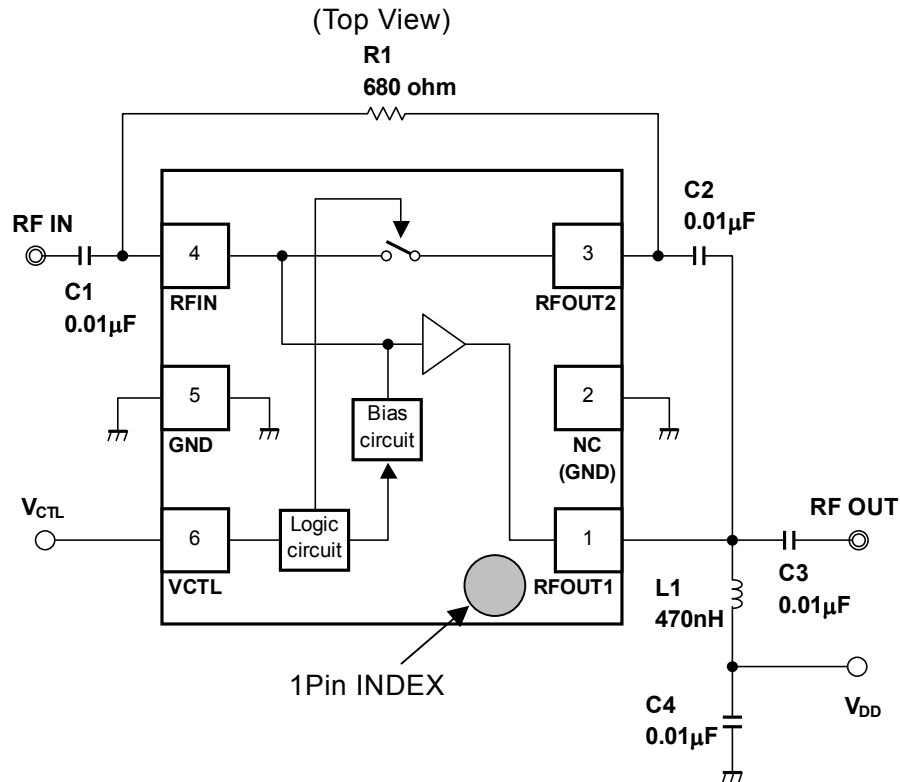 (Top View)
R1
680 ohm
C2
0.01μF
RF IN
C1
0.01μF
4
RFIN
3
RFOUT2
5
GND
2
NC
(GND)
Bias
circuit
VCTL
6
VCTL
Logic
circuit
1
RFOUT1
RF OUT
C3
0.01μF
L1
470nH
1Pin INDEX
C4
0.01μF
VDD